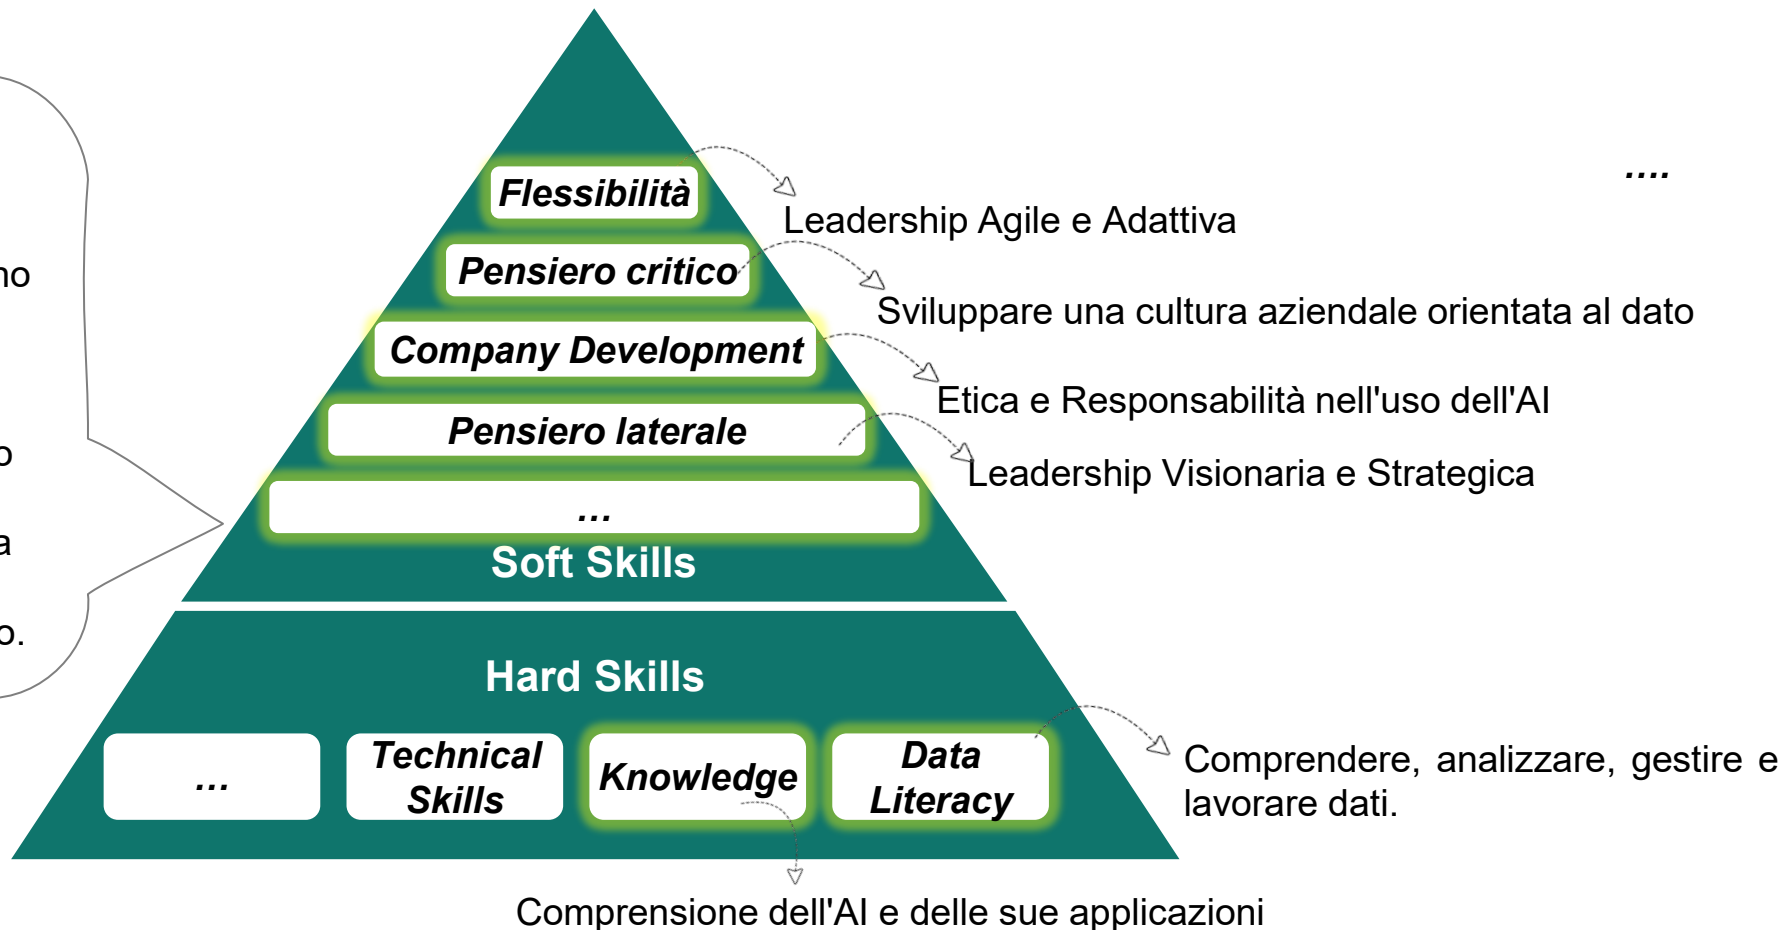 ....
Flessibilità
Leadership Agile e Adattiva
Pensiero critico
Sviluppare una cultura aziendale orientata al dato
Company Development
Etica e Responsabilità nell'uso dell'AI
Pensiero laterale
Leadership Visionaria e Strategica
...
Soft Skills
Hard Skills
...
Technical
Skills
Knowledge
Data
Literacy
Comprendere, analizzare, gestire e
lavorare dati.
Comprensione dell'AI e delle sue applicazioni